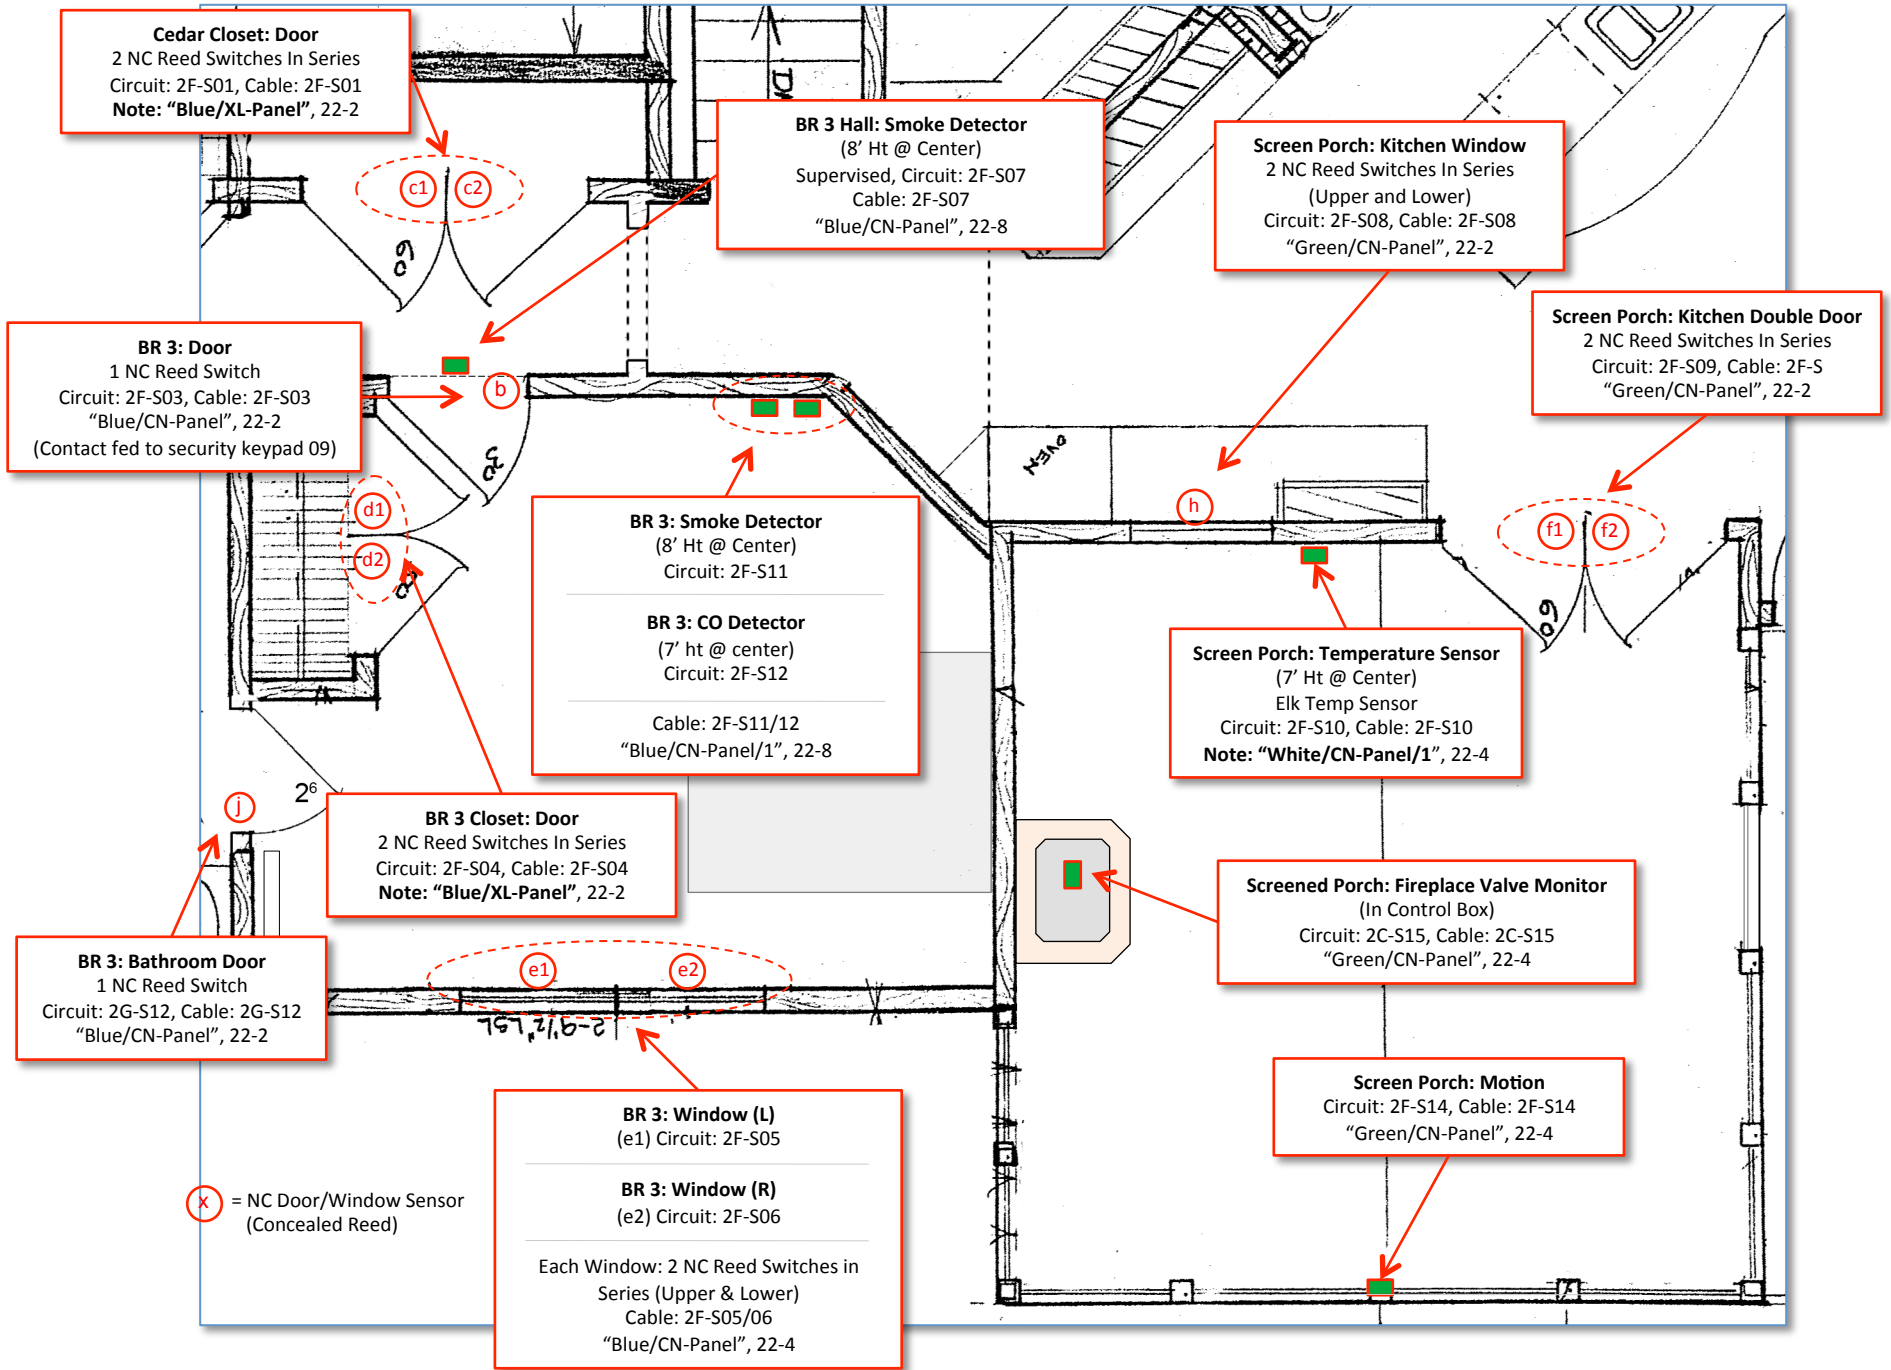 Cedar Closet: Door
2 NC Reed Switches In Series
Circuit: 2F-S01, Cable: 2F-S01
Note: “Blue/XL-Panel”, 22-2
BR 3 Hall: Smoke Detector
(8’ Ht @ Center)
Supervised, Circuit: 2F-S07
Cable: 2F-S07
“Blue/CN-Panel”, 22-8
Screen Porch: Kitchen Window
2 NC Reed Switches In Series
(Upper and Lower)
Circuit: 2F-S08, Cable: 2F-S08
“Green/CN-Panel”, 22-2
c1
c2
60
Screen Porch: Kitchen Double Door
2 NC Reed Switches In Series
Circuit: 2F-S09, Cable: 2F-S
“Green/CN-Panel”, 22-2
BR 3: Door
1 NC Reed Switch
Circuit: 2F-S03, Cable: 2F-S03
“Blue/CN-Panel”, 22-2
(Contact fed to security keypad 09)
b
30
OVEN
h
d1
d2
f1
f2
60
BR 3: Smoke Detector
(8’ Ht @ Center)
Circuit: 2F-S11
BR 3: CO Detector
(7’ ht @ center)
Circuit: 2F-S12
Cable: 2F-S11/12
“Blue/CN-Panel/1”, 22-8
Screen Porch: Temperature Sensor
(7’ Ht @ Center)
Elk Temp Sensor
Circuit: 2F-S10, Cable: 2F-S10
Note: “White/CN-Panel/1”, 22-4
j
2⁶
BR 3 Closet: Door
2 NC Reed Switches In Series
Circuit: 2F-S04, Cable: 2F-S04
Note: “Blue/XL-Panel”, 22-2
Screened Porch: Fireplace Valve Monitor
(In Control Box)
Circuit: 2C-S15, Cable: 2C-S15
“Green/CN-Panel”, 22-4
BR 3: Bathroom Door
1 NC Reed Switch
Circuit: 2G-S12, Cable: 2G-S12
“Blue/CN-Panel”, 22-2
e1
e2
2-9½" LSL
BR 3: Window (L)
(e1) Circuit: 2F-S05
BR 3: Window (R)
(e2) Circuit: 2F-S06
Each Window: 2 NC Reed Switches in
Series (Upper & Lower)
Cable: 2F-S05/06
“Blue/CN-Panel”, 22-4
Screen Porch: Motion
Circuit: 2F-S14, Cable: 2F-S14
“Green/CN-Panel”, 22-4
x = NC Door/Window Sensor
(Concealed Reed)